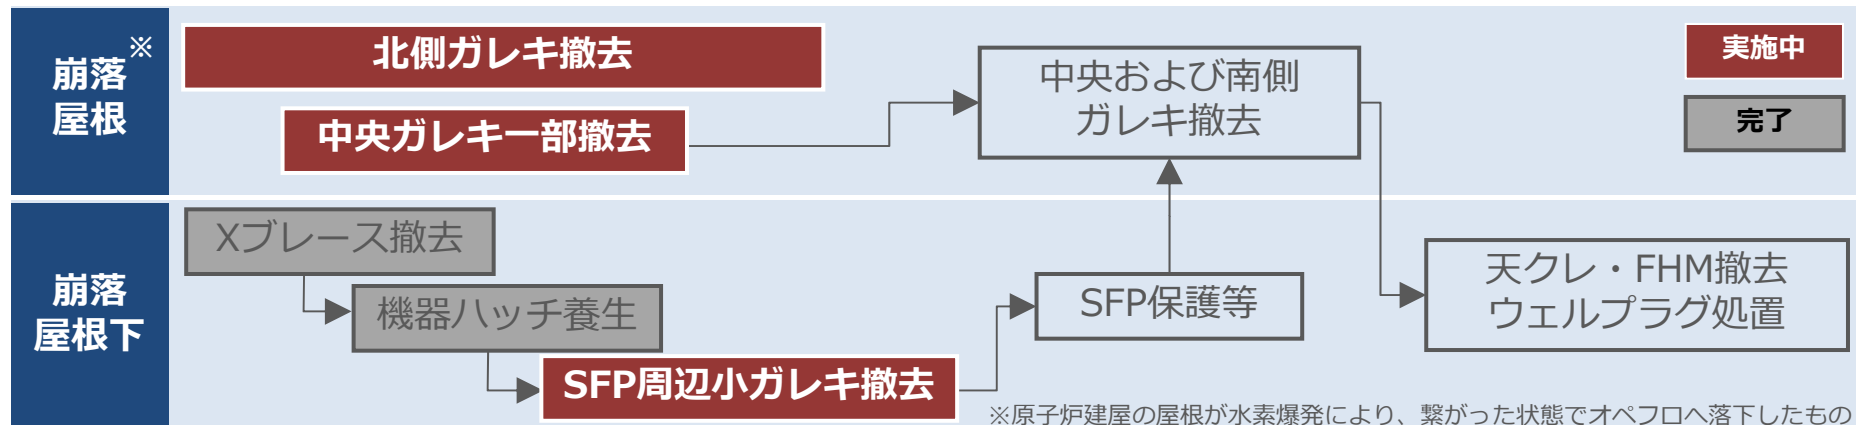 崩落※
屋根
北側ガレキ撤去
中央ガレキ一部撤去
中央および南側
ガレキ撤去
実施中
完了
崩落
屋根下
Xブレース撤去
機器ハッチ養生
SFP周辺小ガレキ撤去
SFP保護等
天クレ・FHM撤去
ウェルプラグ処置
※原子炉建屋の屋根が水素爆発により、繋がった状態でオペフロへ落下したもの